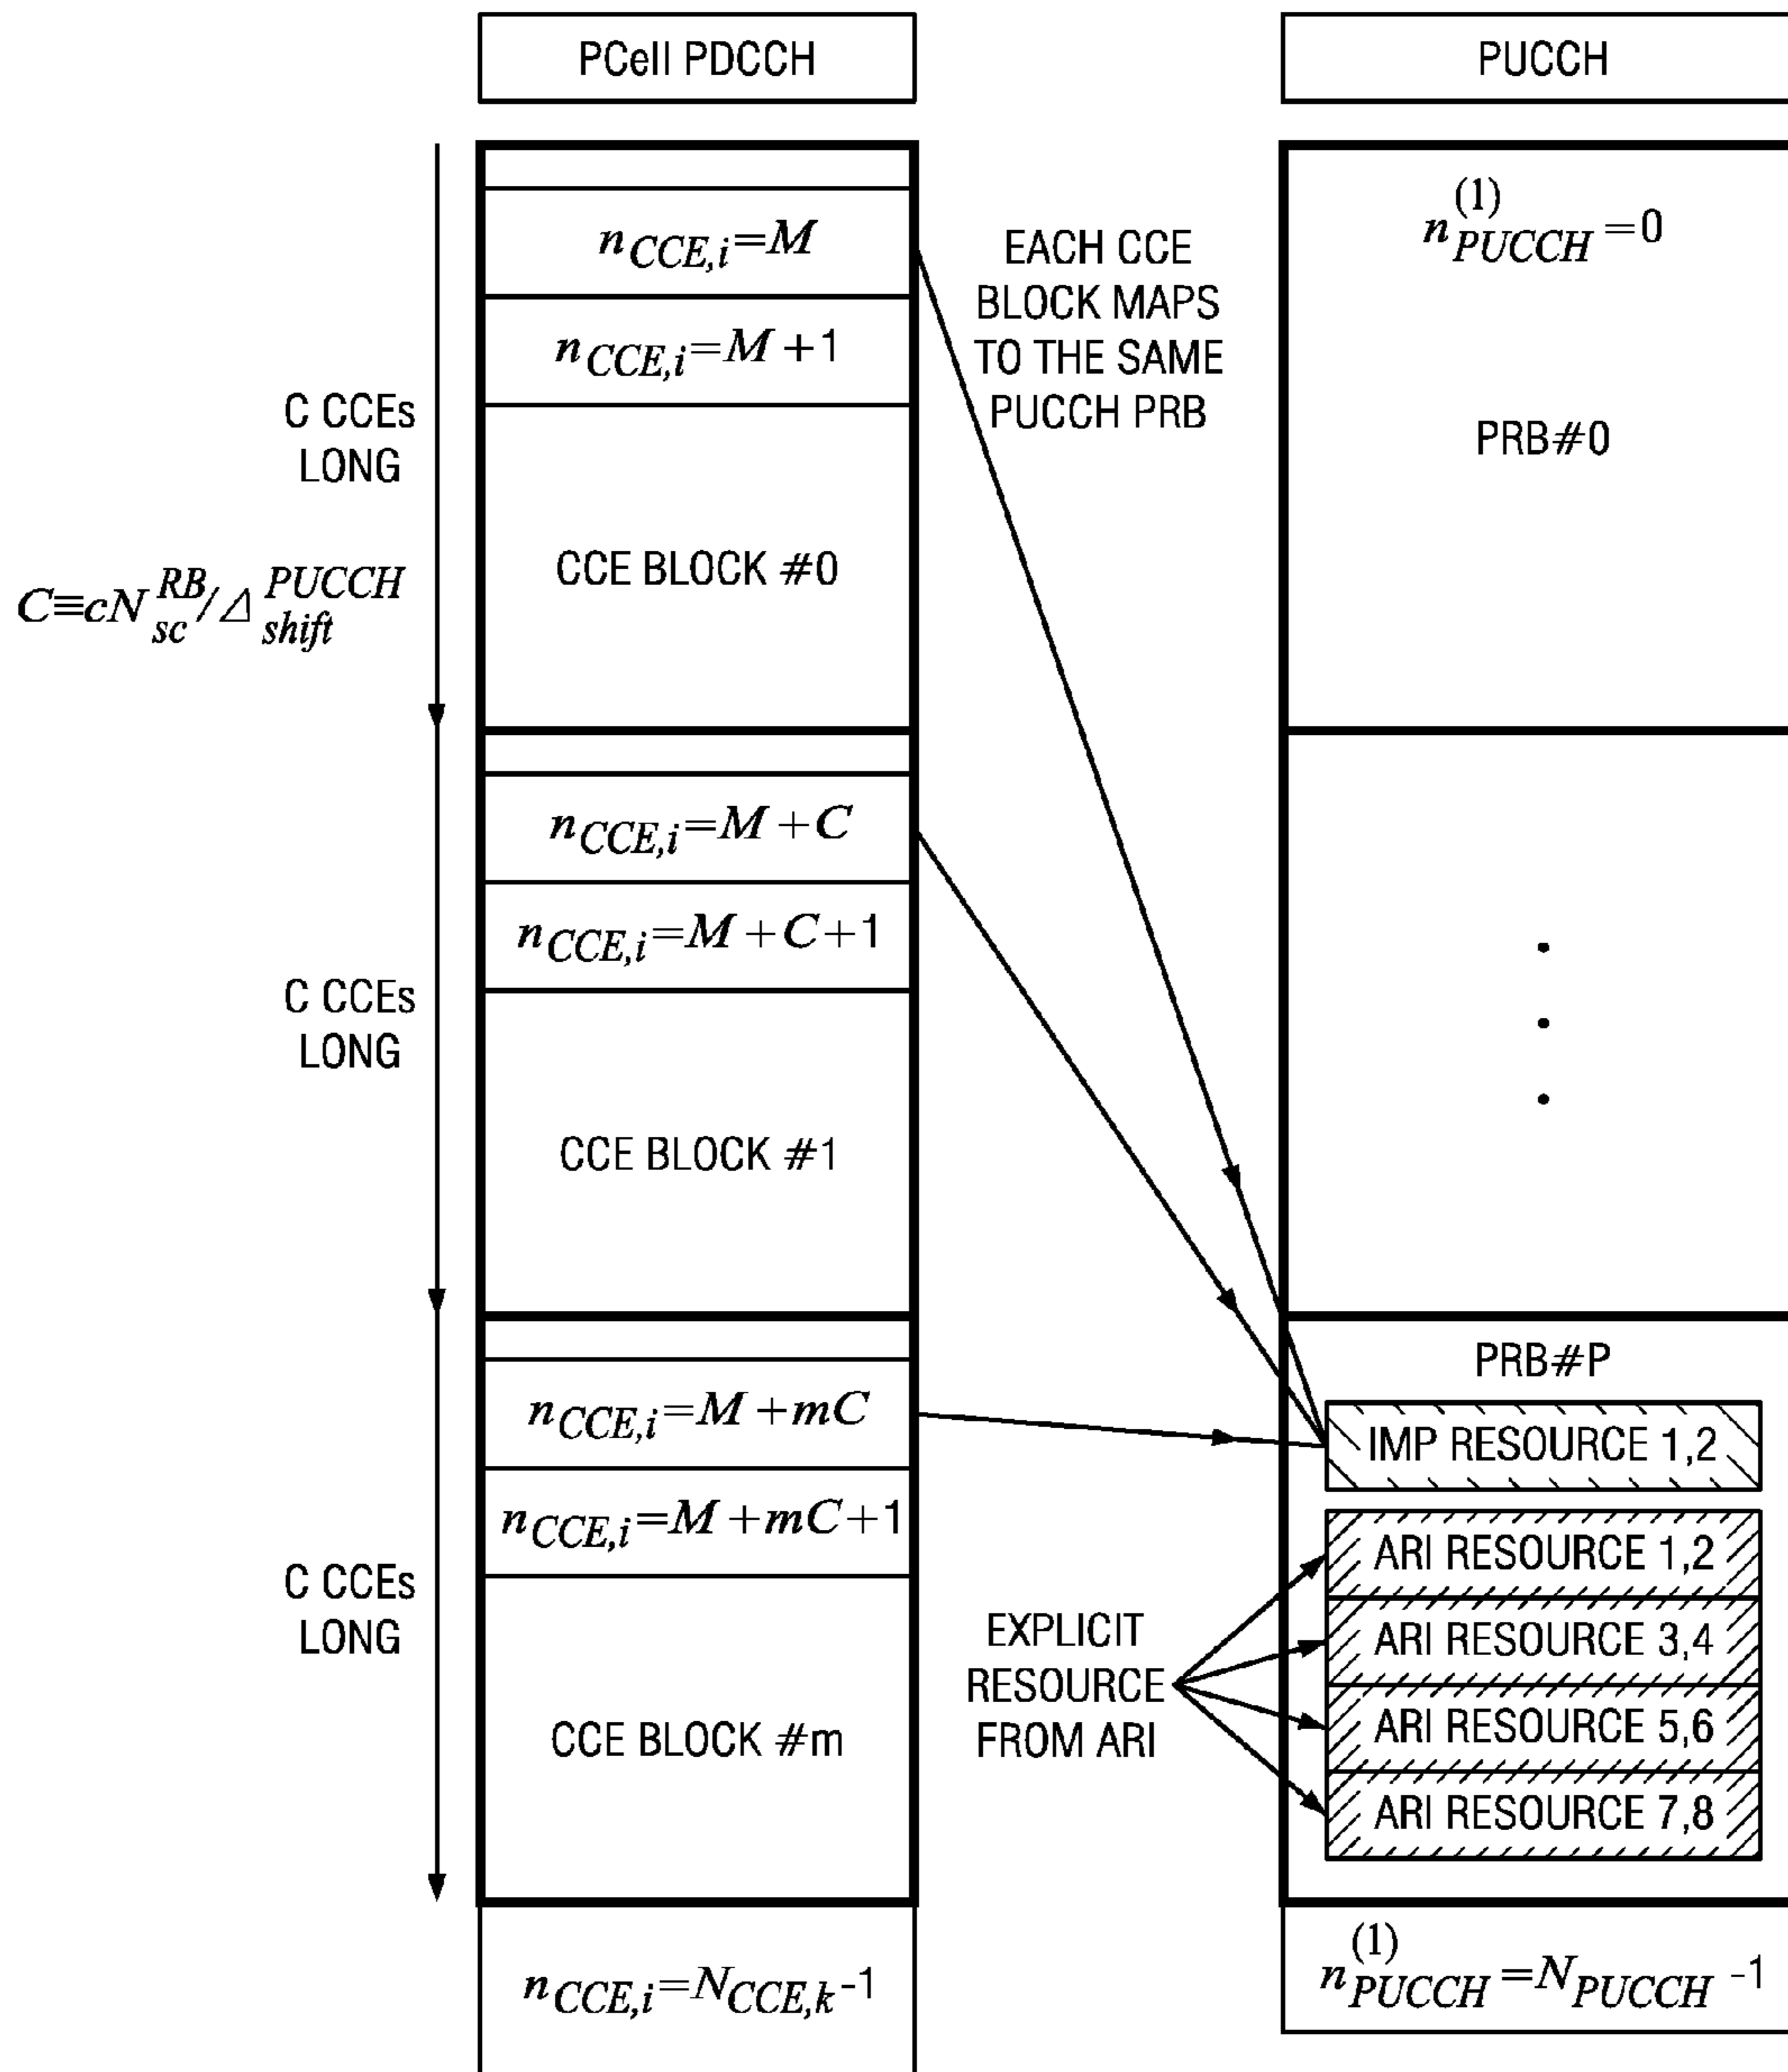 PCell PDCCH
PUCCH
n_{CCE,i}=M
n_{CCE,i}=M+1
CCE BLOCK #0
C CCEs
LONG
C≡cN_{sc}^{RB}/Δ_{shift}^{PUCCH}
EACH CCE
BLOCK MAPS
TO THE SAME
PUCCH PRB
n_{PUCCH}^{(1)}=0
PRB#0
n_{CCE,i}=M+C
n_{CCE,i}=M+C+1
CCE BLOCK #1
C CCEs
LONG
n_{CCE,i}=M+mC
n_{CCE,i}=M+mC+1
CCE BLOCK #m
C CCEs
LONG
PRB#P
IMP RESOURCE 1,2
ARI RESOURCE 1,2
ARI RESOURCE 3,4
ARI RESOURCE 5,6
ARI RESOURCE 7,8
EXPLICIT
RESOURCE
FROM ARI
n_{CCE,i}=N_{CCE,k}-1
n_{PUCCH}^{(1)}=N_{PUCCH}-1